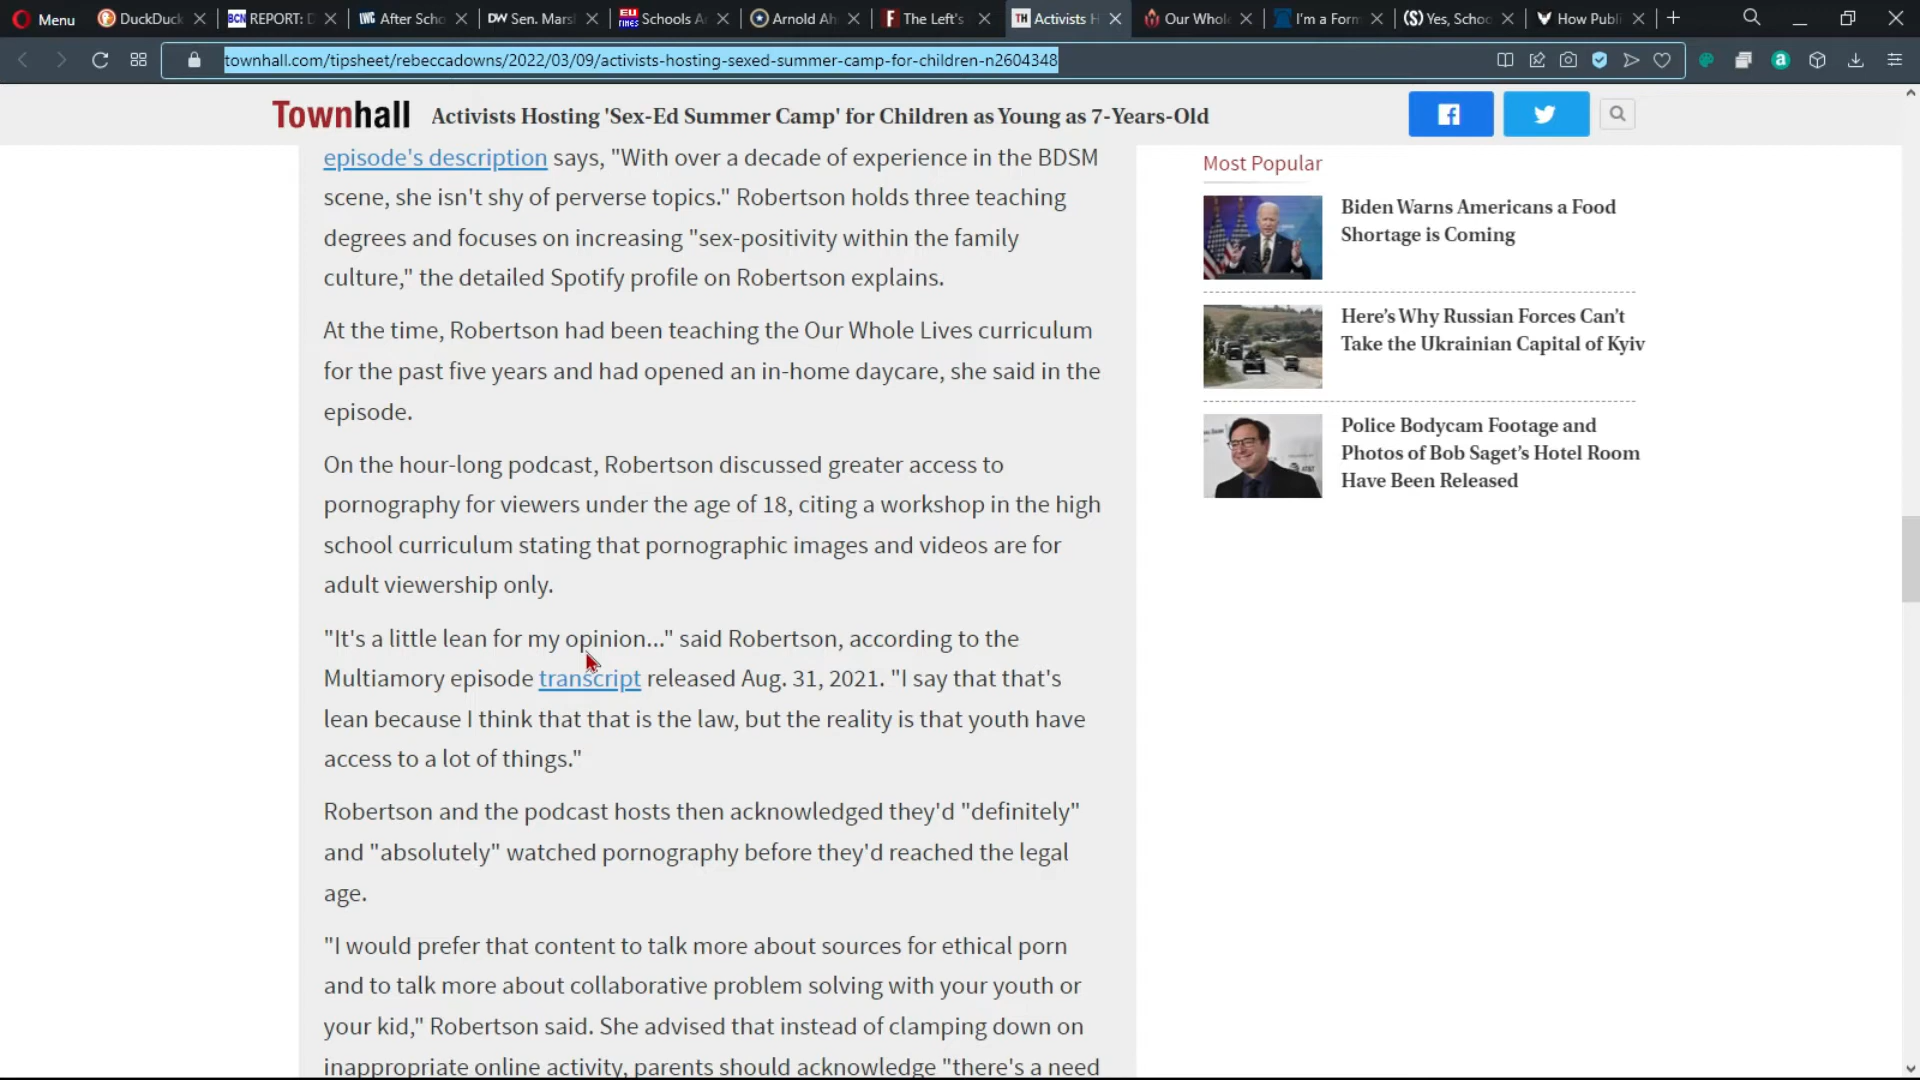 Menu
DuckDuck
BCN REPORT: D
IWC After Scho
DW Sen. Mars
EU TIMES Schools A
Arnold Ah
F The Left's
TH Activists H
Our Whol
I'm a Form
(S) Yes, Schoo
How Publi
townhall.com/tipsheet/rebeccadowns/2022/03/09/activists-hosting-sexed-summer-camp-for-children-n2604348
Townhall Activists Hosting 'Sex-Ed Summer Camp' for Children as Young as 7-Years-Old
episode's description says, "With over a decade of experience in the BDSM
scene, she isn't shy of perverse topics." Robertson holds three teaching
degrees and focuses on increasing "sex-positivity within the family
culture," the detailed Spotify profile on Robertson explains.
At the time, Robertson had been teaching the Our Whole Lives curriculum
for the past five years and had opened an in-home daycare, she said in the
episode.
On the hour-long podcast, Robertson discussed greater access to
pornography for viewers under the age of 18, citing a workshop in the high
school curriculum stating that pornographic images and videos are for
adult viewership only.
"It's a little lean for my opinion..." said Robertson, according to the
Multiamory episode transcript released Aug. 31, 2021. "I say that that's
lean because I think that that is the law, but the reality is that youth have
access to a lot of things."
Robertson and the podcast hosts then acknowledged they'd "definitely"
and "absolutely" watched pornography before they'd reached the legal
age.
"I would prefer that content to talk more about sources for ethical porn
and to talk more about collaborative problem solving with your youth or
your kid," Robertson said. She advised that instead of clamping down on
inappropriate online activity, parents should acknowledge "there's a need
Most Popular
Biden Warns Americans a Food
Shortage is Coming
Here's Why Russian Forces Can't
Take the Ukrainian Capital of Kyiv
Police Bodycam Footage and
Photos of Bob Saget's Hotel Room
Have Been Released